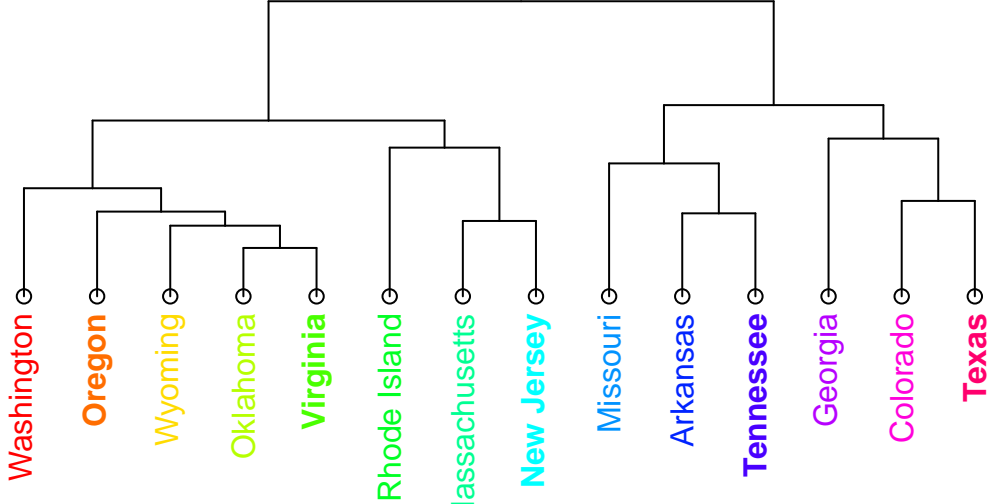 Washington
Oregon
Wyoming
Oklahoma
Virginia
Rhode Island
assachusetts
New Jersey
Missouri
Arkansas
Tennessee
Georgia
Colorado
Texas